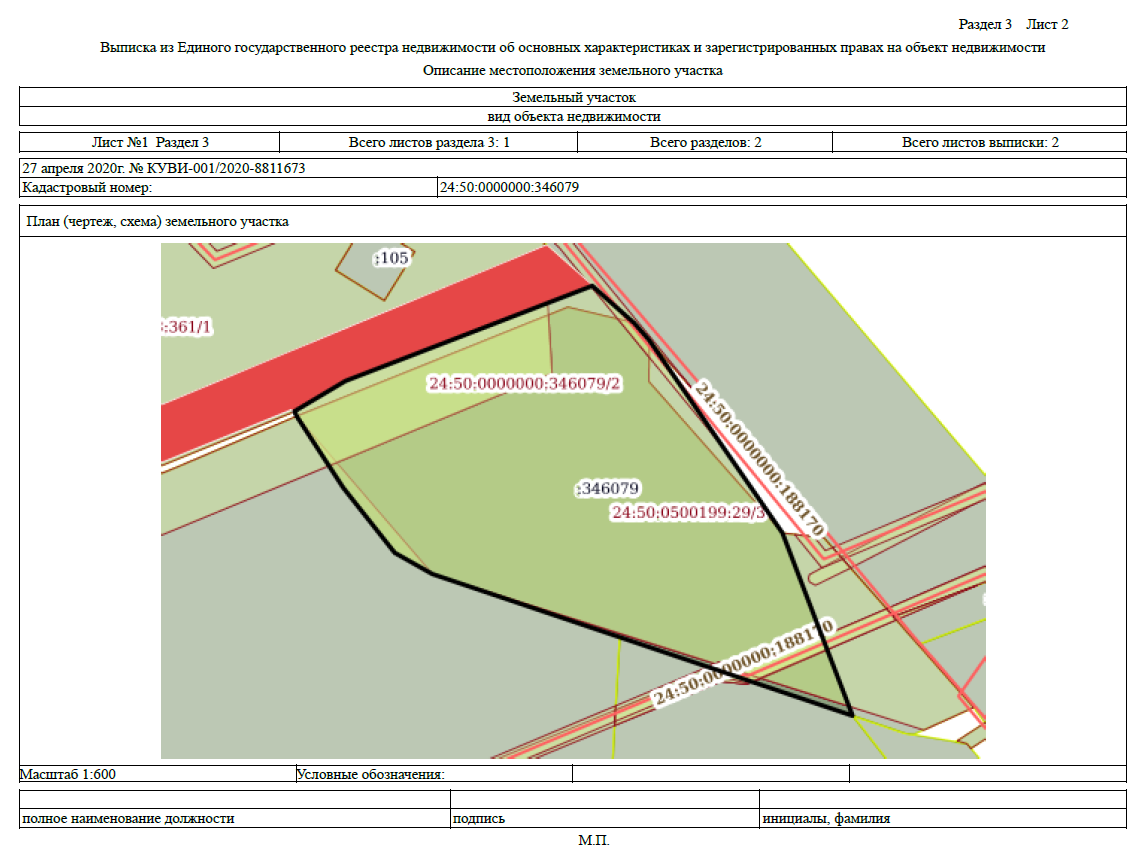 Раздел 3 Лист 2
Выписка из Единого государственного реестра недвижимости об основных характеристиках и зарегистрированных правах на объект недвижимости
Описание местоположения земельного участка
Земельный участок
вид объекта недвижимости
Лист №1 Раздел 3 Всего листов раздела 3: 1 Всего разделов: 2 Всего листов выписки: 2
27 апреля 2020г. № КУВИ-001/2020-8811673
Кадастровый номер: 24:50:0000000:346079
План (чертеж, схема) земельного участка
:105
:361/1
24:50:0000000:346079/2
24:50:0000000:188170
:346079
24:50:0500199:29/3
24:50:0000000:188170
Масштаб 1:600 Условные обозначения:
полное наименование должности подпись инициалы, фамилия
М.П.